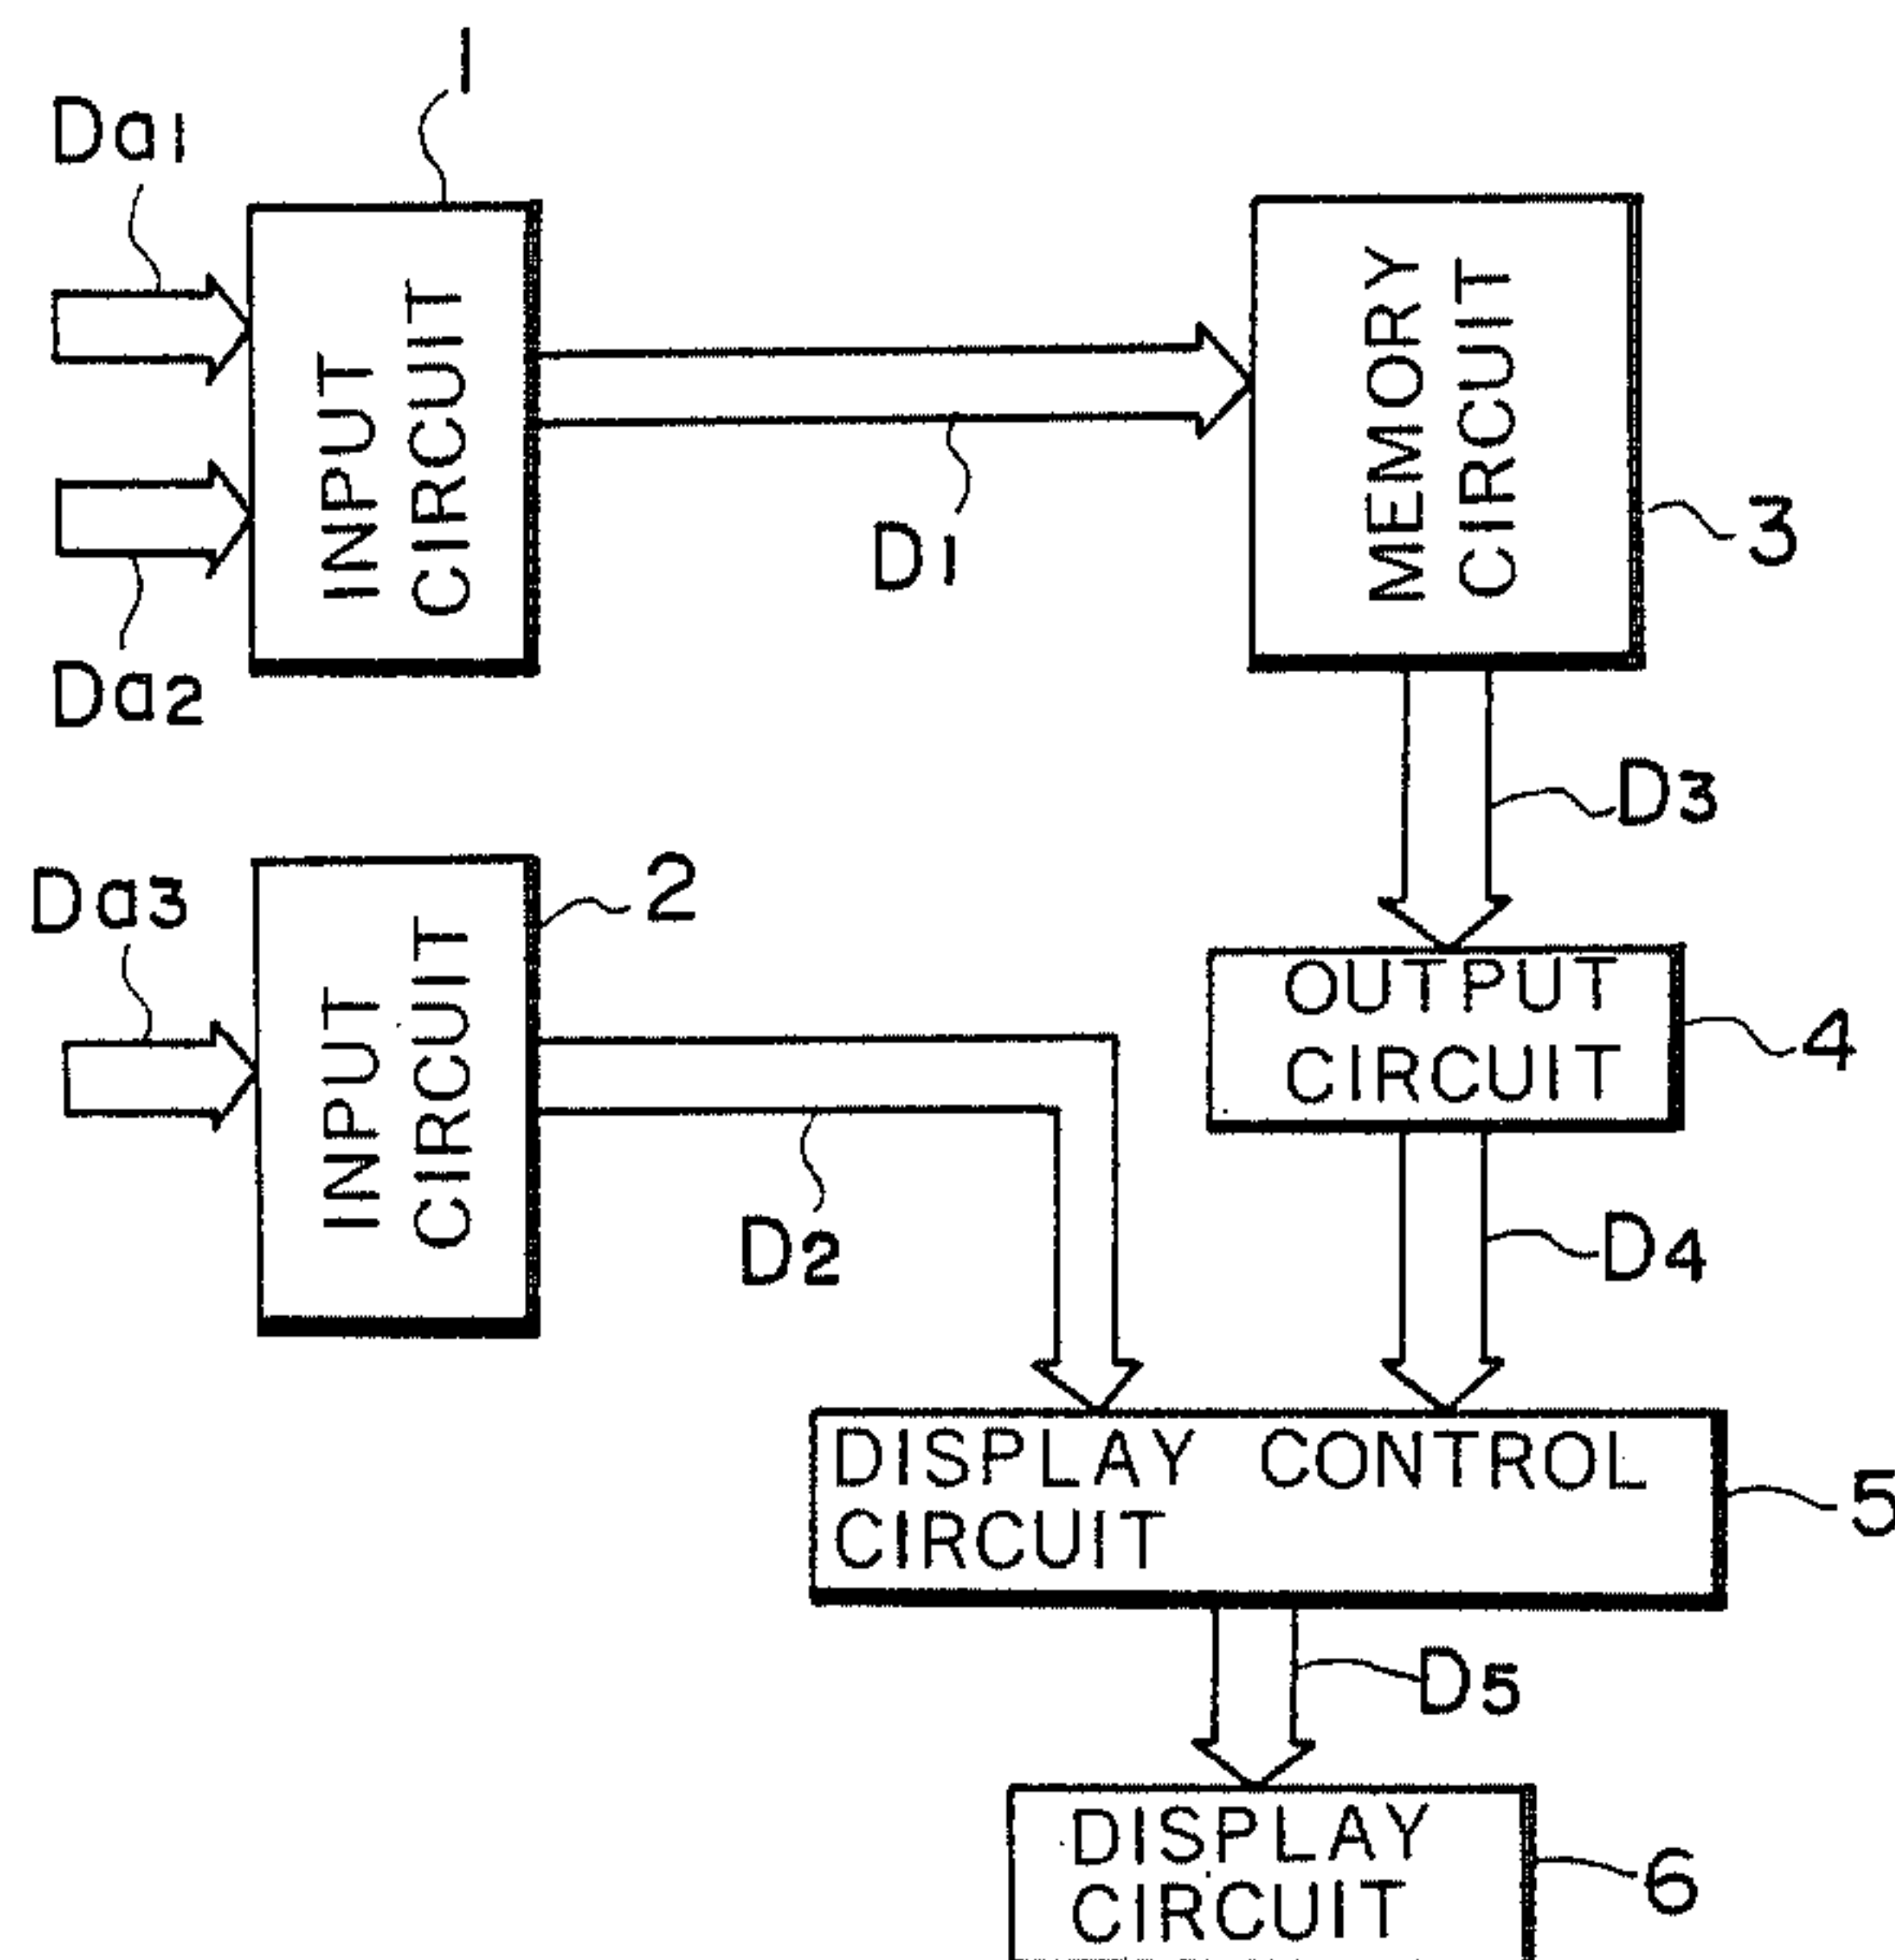 1
Da1
INPUT
CIRCUIT
MEMORY
CIRCUIT
3
D1
Da2
D3
2
Da3
INPUT
CIRCUIT
OUTPUT
CIRCUIT
4
D2
D4
DISPLAY CONTROL
CIRCUIT
5
D5
DISPLAY
CIRCUIT
6